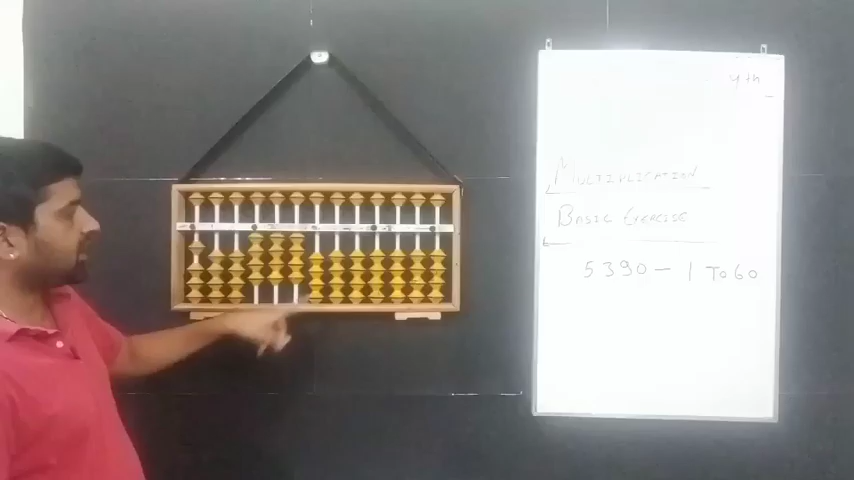 4th
MULTIPLICATION
BASIC EXERCISE
5390 - 1 TO 60